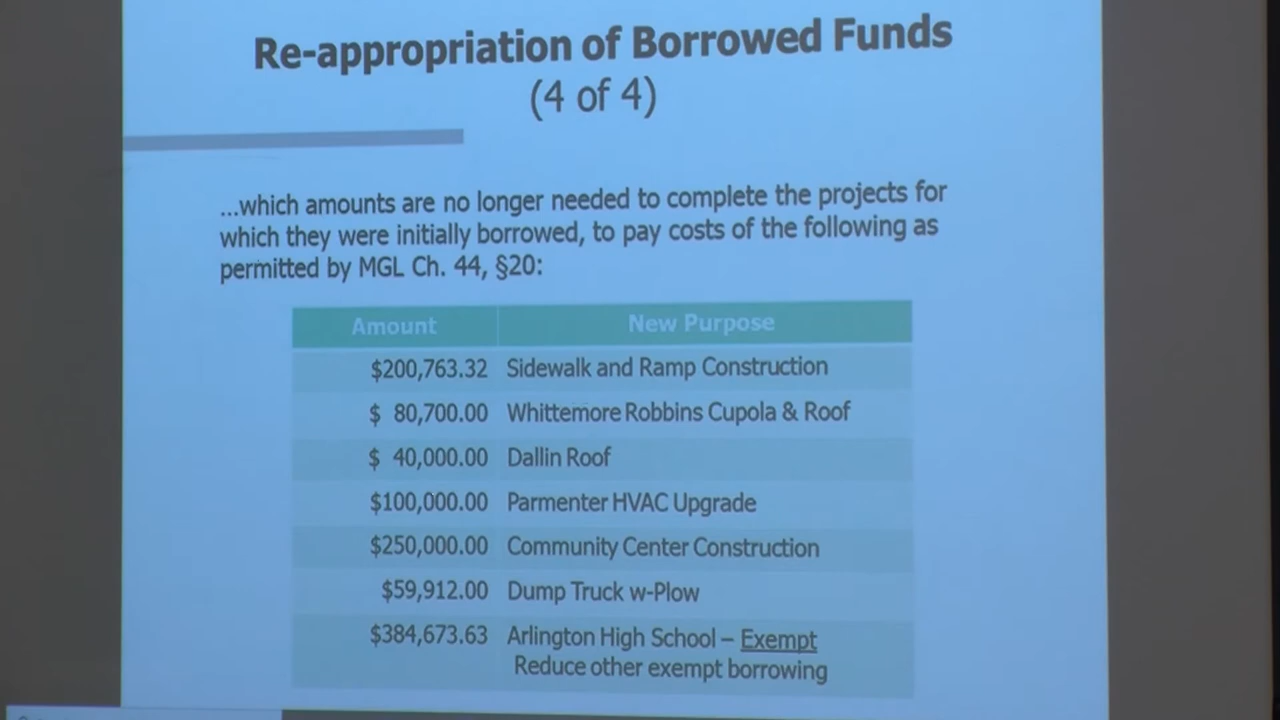 Re-appropriation of Borrowed Funds
(4 of 4)
...which amounts are no longer needed to complete the projects for
which they were initially borrowed, to pay costs of the following as
permitted by MGL Ch. 44, §20:
Amount New Purpose
$200,763.32 Sidewalk and Ramp Construction
$ 80,700.00 Whittemore Robbins Cupola & Roof
$ 40,000.00 Dallin Roof
$100,000.00 Parmenter HVAC Upgrade
$250,000.00 Community Center Construction
$59,912.00 Dump Truck w-Plow
$384,673.63 Arlington High School – Exempt
Reduce other exempt borrowing